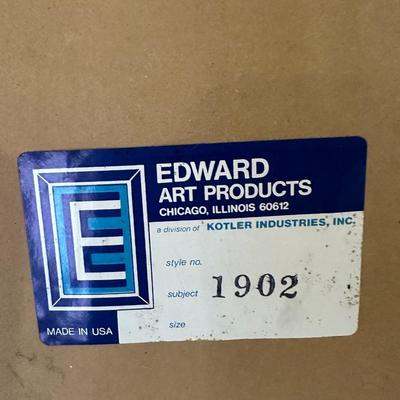 E
EDWARD
ART PRODUCTS
CHICAGO, ILLINOIS 60612
a division of KOTLER INDUSTRIES, INC.
style no.
subject 1902
size
MADE IN USA